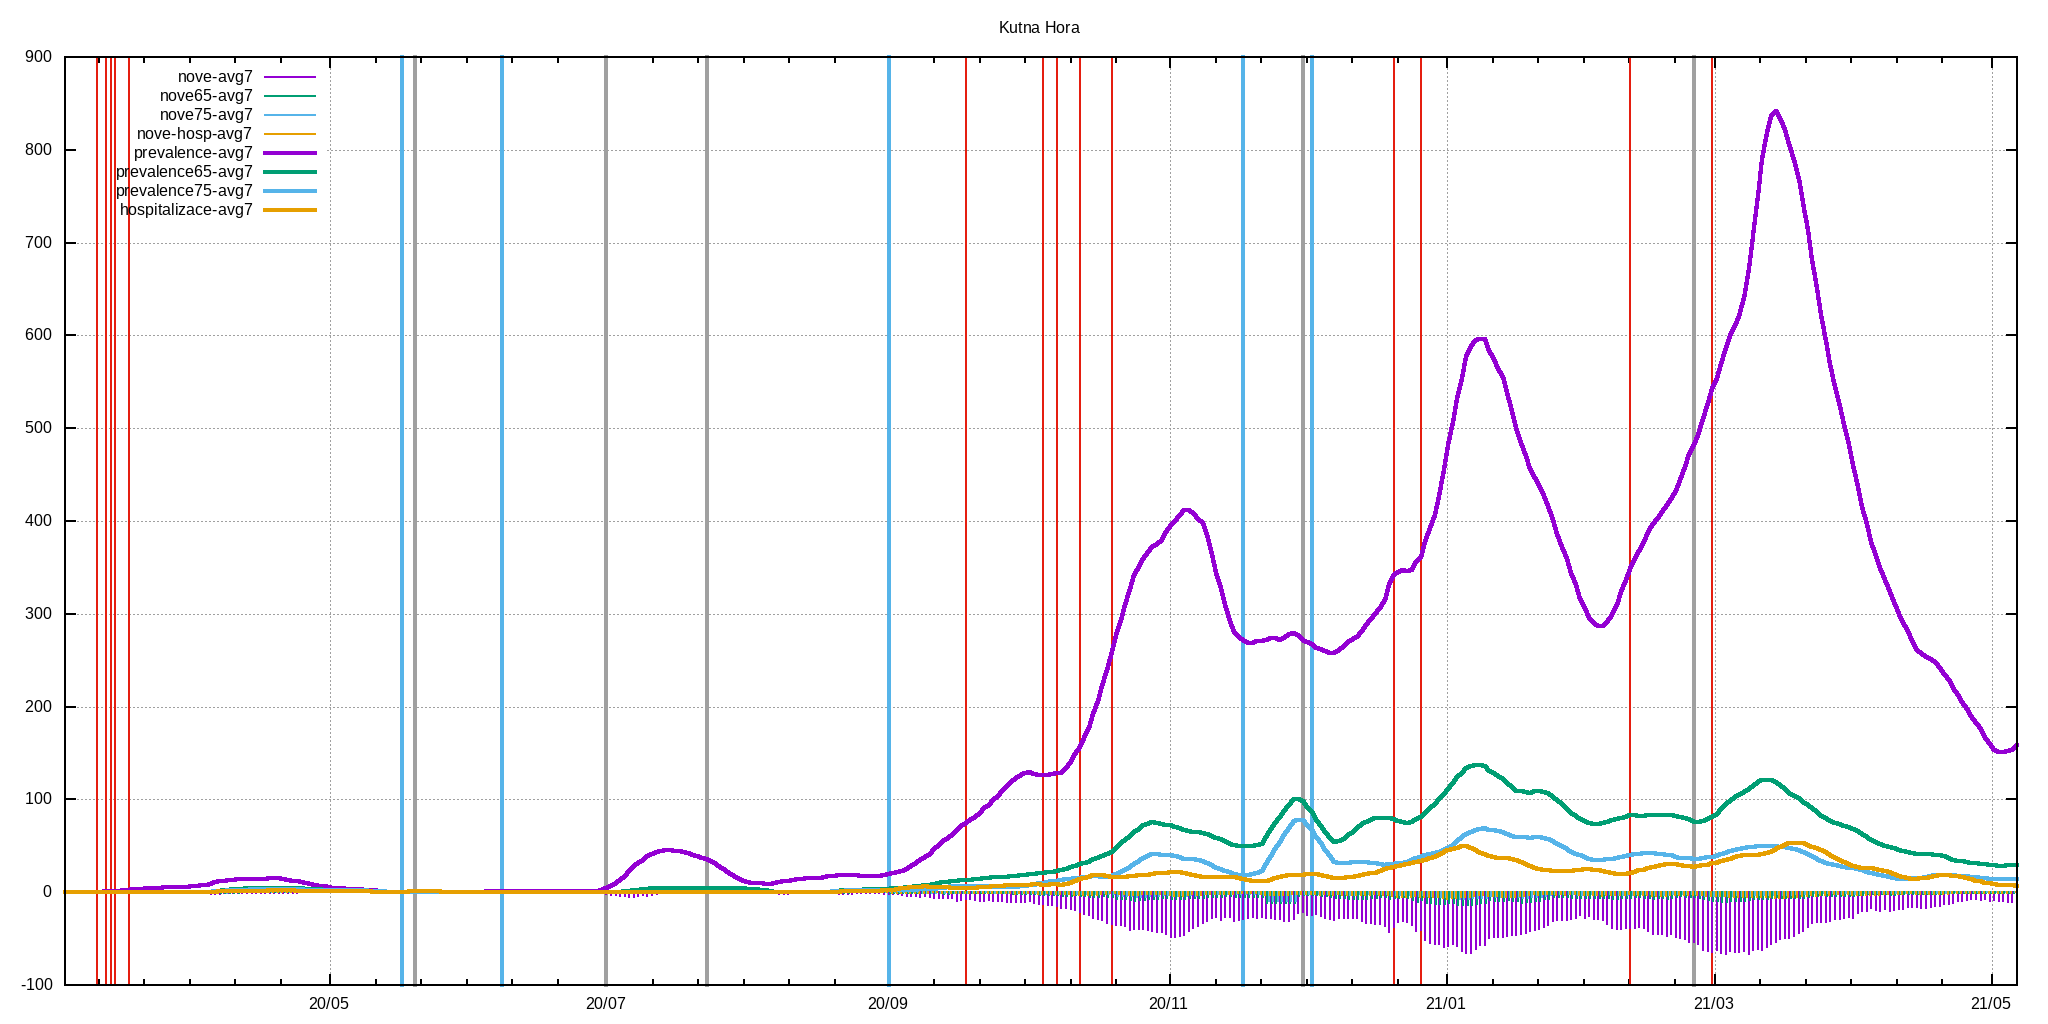 Kutna Hora
900
800
700
600
500
400
300
200
100
0
-100
nove-avg7
nove65-avg7
nove75-avg7
nove-hosp-avg7
prevalence-avg7
prevalence65-avg7
prevalence75-avg7
hospitalizace-avg7
20/05
20/07
20/09
20/11
21/01
21/03
21/05